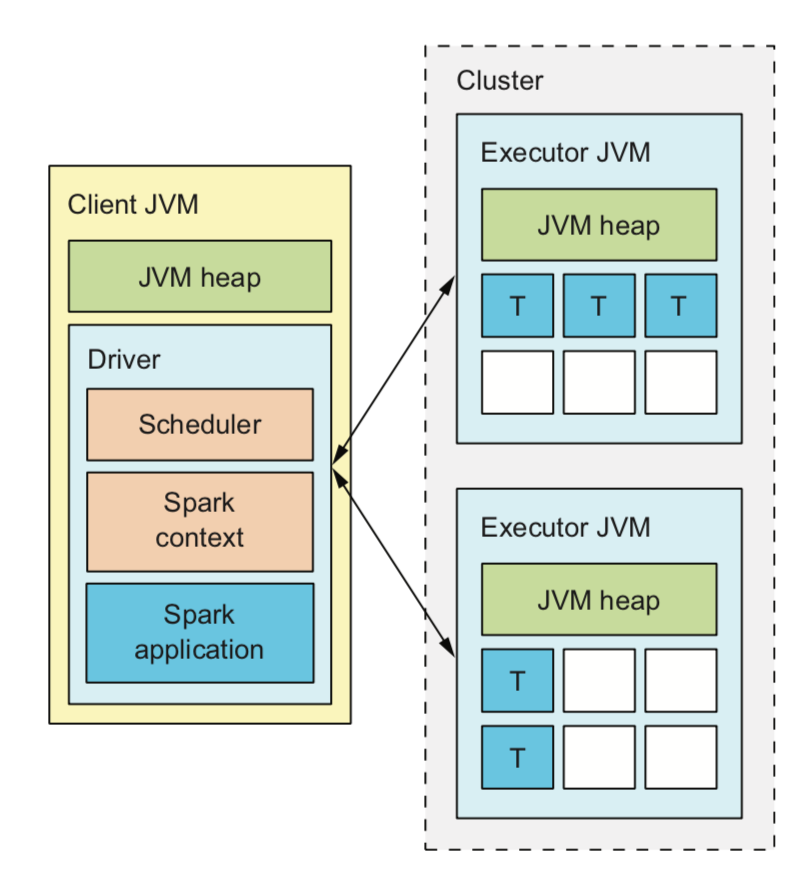 Client JVM
JVM heap
Driver
Scheduler
Spark
context
Spark
application
Cluster
Executor JVM
JVM heap
T T T
Executor JVM
JVM heap
T
T